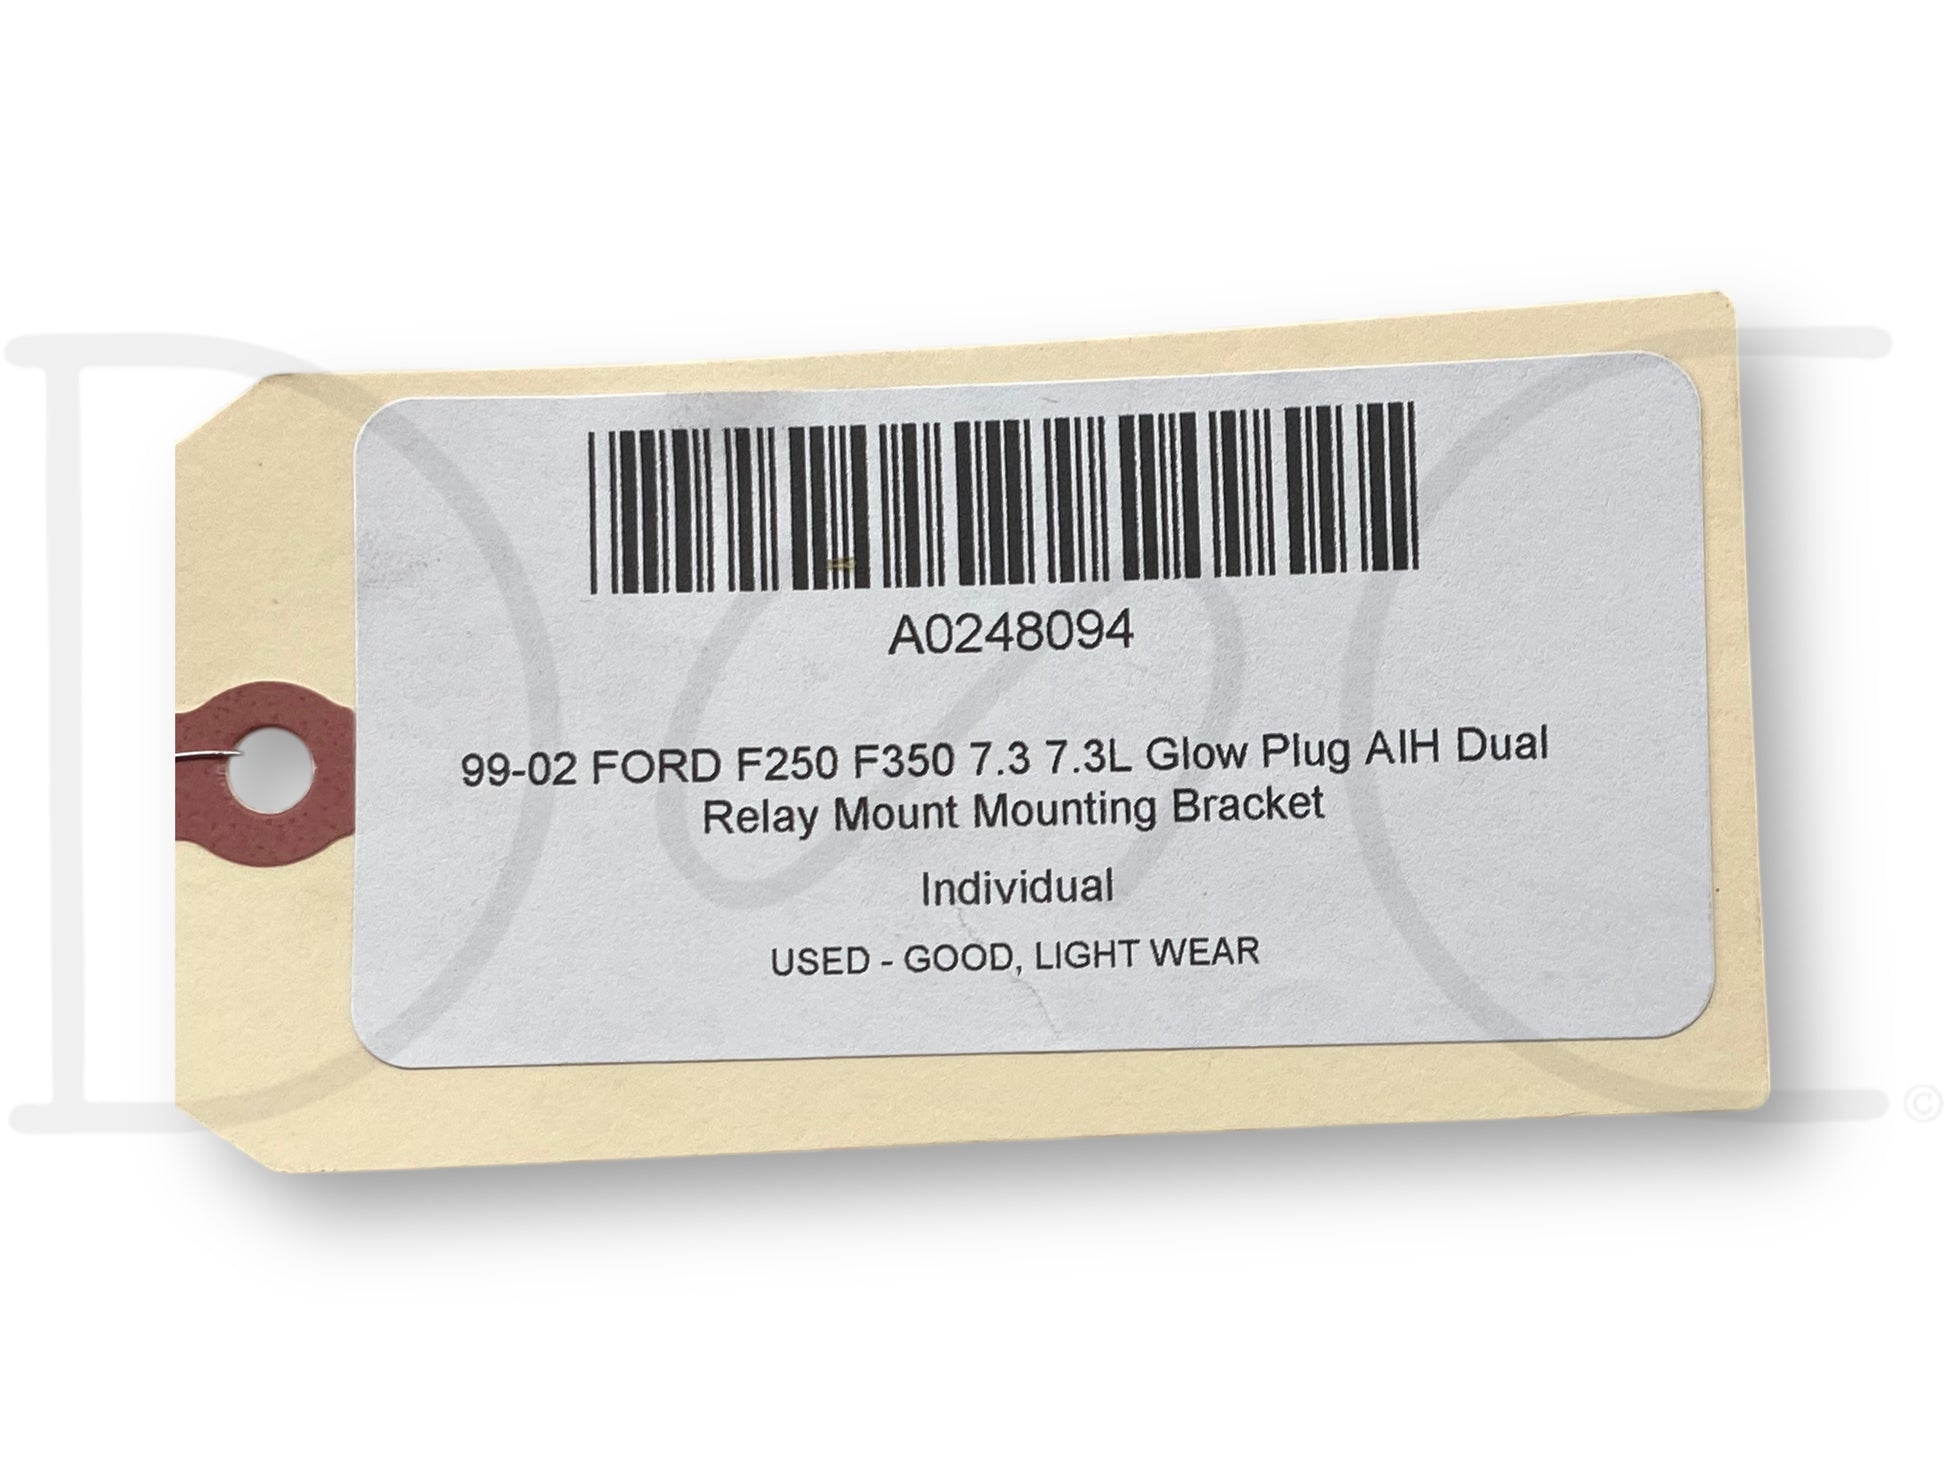 A0248094
99-02 FORD F250 F350 7.3 7.3L Glow Plug AIH Dual
Relay Mount Mounting Bracket
Individual
USED - GOOD, LIGHT WEAR
©